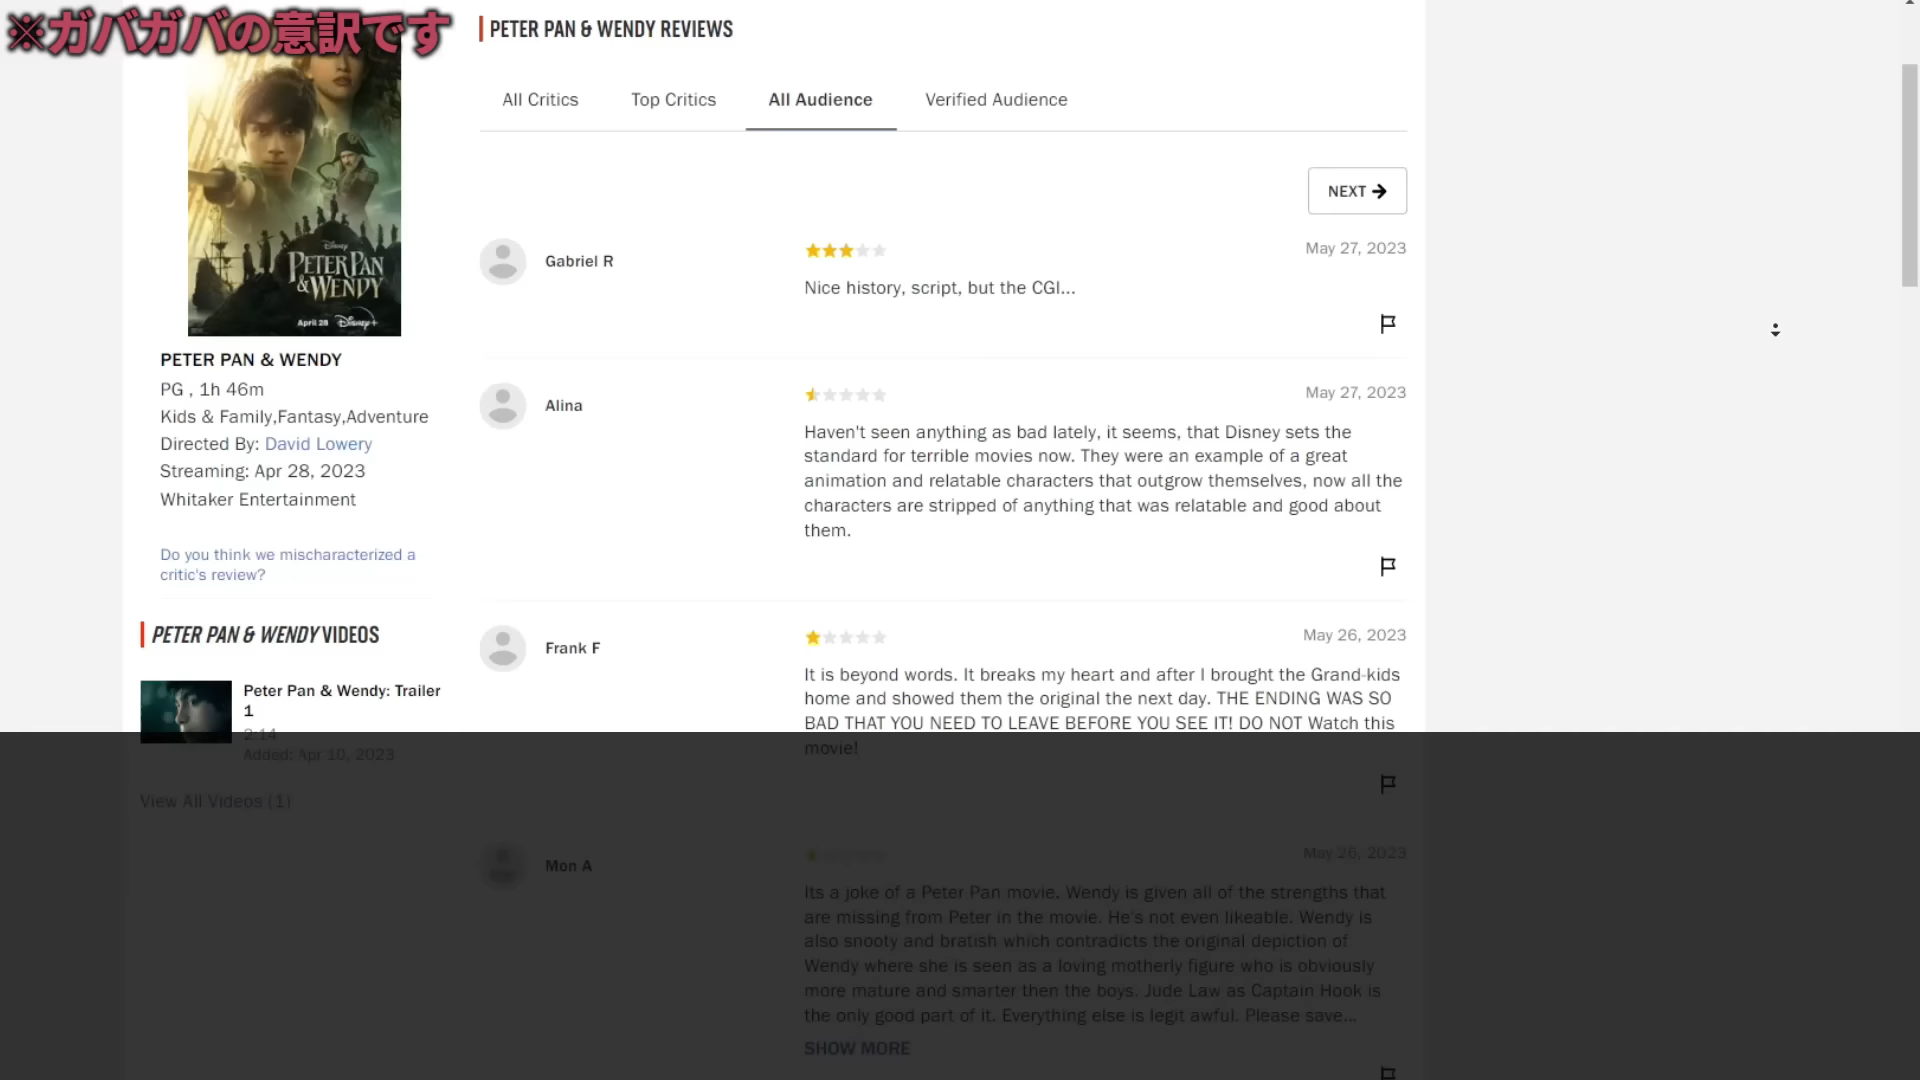 ※ガバガバの意訳です
PETER PAN & WENDY REVIEWS
All Critics
Top Critics
All Audience
Verified Audience
NEXT
Disney
PETER PAN
& WENDY
April 28 Disney+
PETER PAN & WENDY
PG , 1h 46m
Kids & Family,Fantasy,Adventure
Directed By: David Lowery
Streaming: Apr 28, 2023
Whitaker Entertainment
Do you think we mischaracterized a
critic's review?
PETER PAN & WENDY VIDEOS
Peter Pan & Wendy: Trailer
1
2:14
Added: Apr 10, 2023
View All Videos (1)
Gabriel R
May 27, 2023
Nice history, script, but the CGI...
Alina
May 27, 2023
Haven't seen anything as bad lately, it seems, that Disney sets the
standard for terrible movies now. They were an example of a great
animation and relatable characters that outgrow themselves, now all the
characters are stripped of anything that was relatable and good about
them.
Frank F
May 26, 2023
It is beyond words. It breaks my heart and after I brought the Grand-kids
home and showed them the original the next day. THE ENDING WAS SO
BAD THAT YOU NEED TO LEAVE BEFORE YOU SEE IT! DO NOT Watch this
movie!
Mon A
May 26, 2023
Its a joke of a Peter Pan movie. Wendy is given all of the strengths that
are missing from Peter in the movie. He's not even likeable. Wendy is
also snooty and bratish which contradicts the original depiction of
Wendy where she is seen as a loving motherly figure who is obviously
more mature and smarter then the boys. Jude Law as Captain Hook is
the only good part of it. Everything else is legit awful. Please save...
SHOW MORE